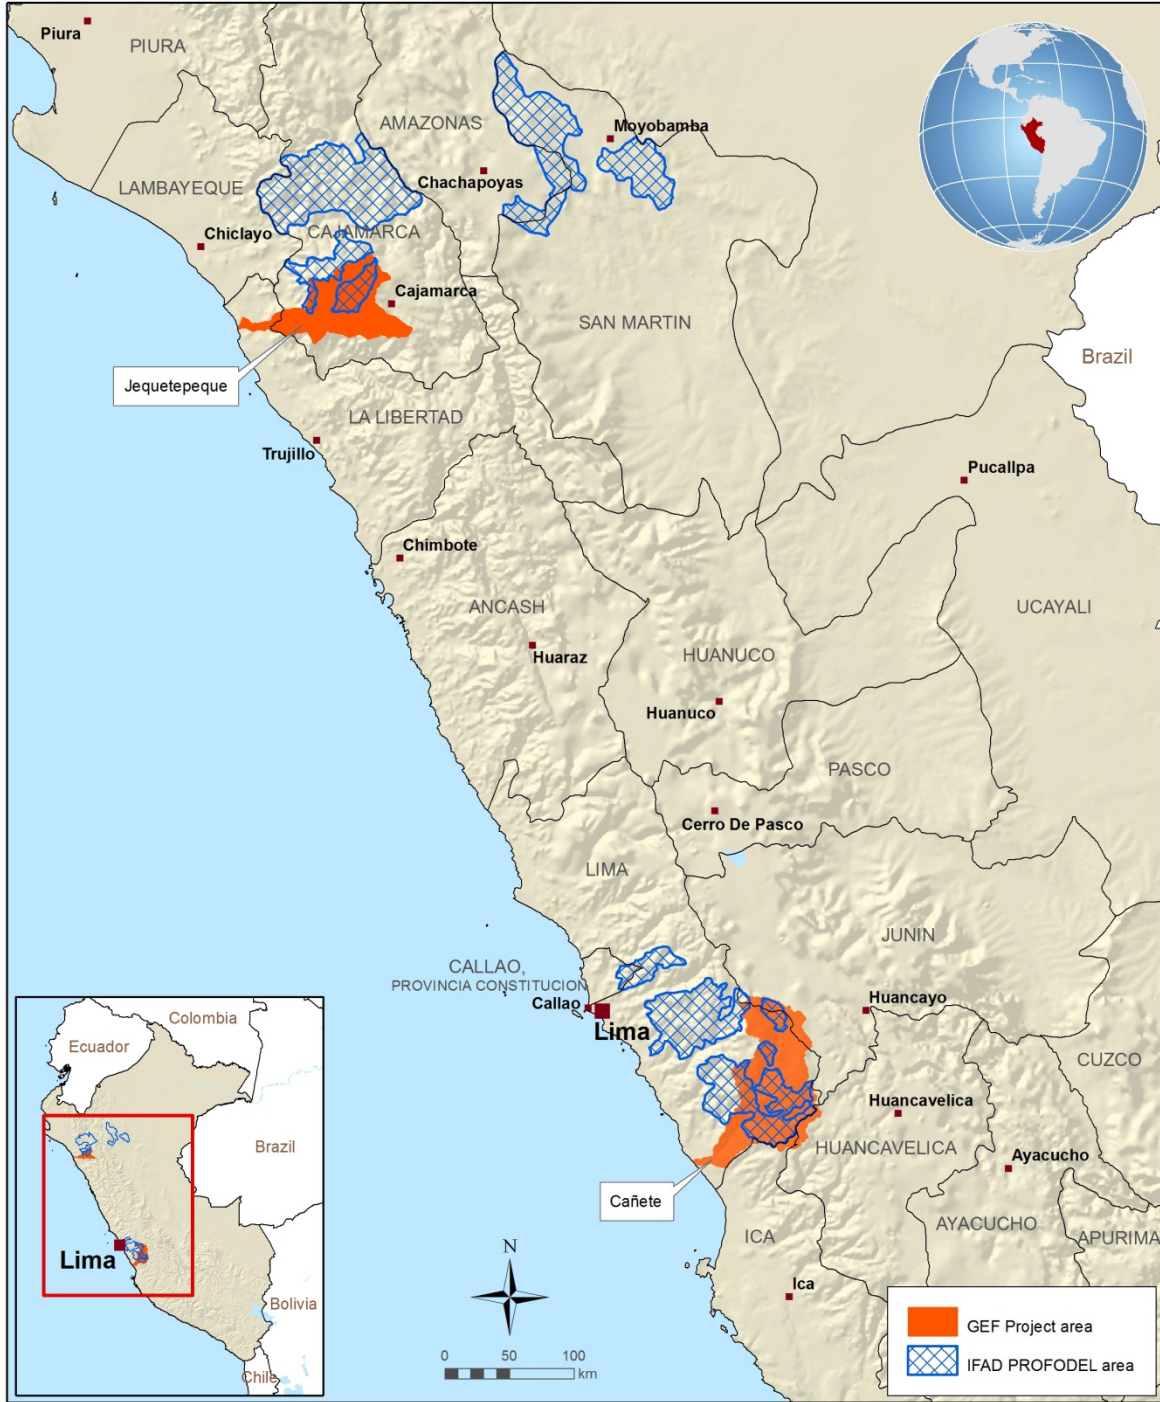 Piura
PIURA
AMAZONAS
Moyobamba
Chachapoyas
LAMBAYEQUE
Chiclayo
CAJAMARCA
Cajamarca
SAN MARTIN
Brazil
Jequetepeque
LA LIBERTAD
Trujillo
Pucallpa
Chimbote
ANCASH
UCAYALI
Huaraz
HUANUCO
Huanuco
PASCO
Cerro De Pasco
LIMA
JUNIN
CALLAO,
PROVINCIA CONSTITUCION
Callao
Lima
Huancayo
CUZCO
Huancavelica
HUANCAVELICA
Ayacucho
Cañete
AYACUCHO
APURIMA
ICA
Ica
Colombia
Ecuador
Brazil
Lima
Bolivia
Chile
N
0 50 100
km
GEF Project area
IFAD PROFODEL area